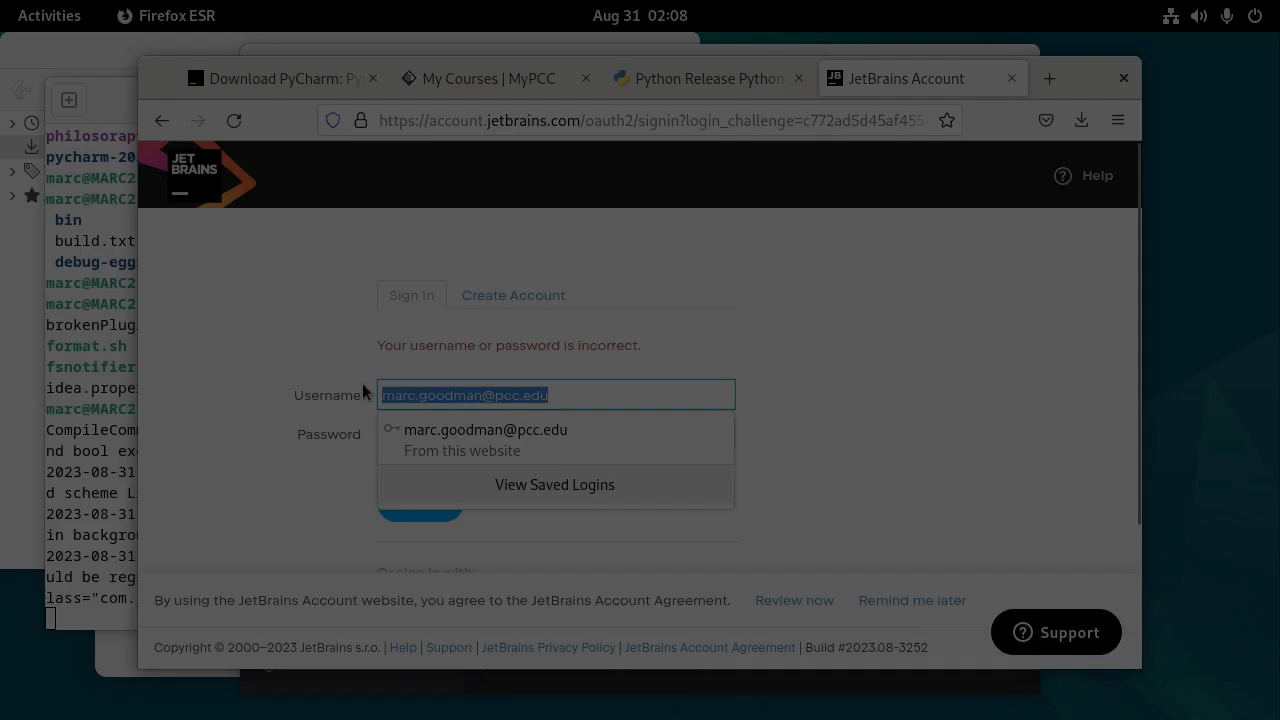 Activities
Firefox ESR
Aug 31 02:08
Download PyCharm: Py
My Courses | MyPCC
Python Release Python
JetBrains Account
https://account.jetbrains.com/oauth2/signin?login_challenge=c772ad5d45af455
JET
BRAINS
Help
philosorap
pycharm-20
marc@MARC2
marc@MARC2
bin
build.txt
debug-egg
marc@MARC2
marc@MARC2
brokenPlug
format.sh
fsnotifier
idea.prope
marc@MARC2
CompileComm
nd bool exe
2023-08-31
d scheme L
2023-08-31
in backgro
2023-08-31
uld be reg
lass="com.
Sign In
Create Account
Your username or password is incorrect.
Username
marc.goodman@pcc.edu
Password
marc.goodman@pcc.edu
From this website
View Saved Logins
By using the JetBrains Account website, you agree to the JetBrains Account Agreement.
Review now
Remind me later
Copyright © 2000–2023 JetBrains s.r.o. | Help | Support | JetBrains Privacy Policy | JetBrains Account Agreement | Build #2023.08-3252
Support